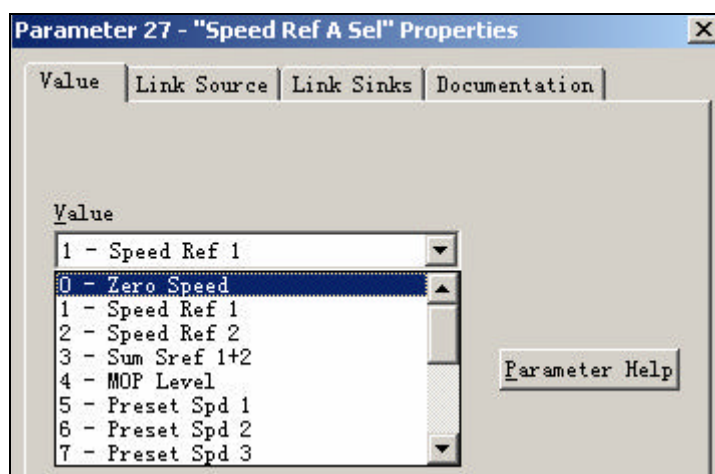 Parameter 27 - "Speed Ref A Sel" Properties
Value Link Source Link Sinks Documentation
Value
1 - Speed Ref 1
0 - Zero Speed
1 - Speed Ref 1
2 - Speed Ref 2
3 - Sum Sref 1+2
4 - MOP Level
5 - Preset Spd 1
6 - Preset Spd 2
7 - Preset Spd 3
Parameter Help